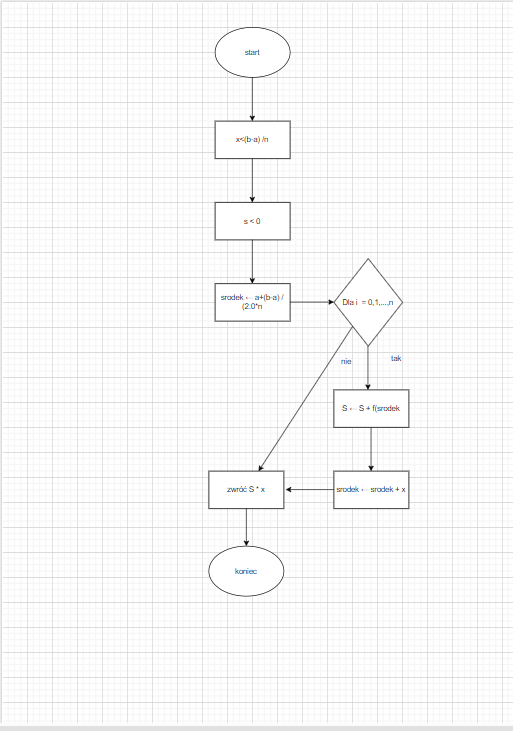 start
x<(b-a) /n
s < 0
srodek ← a+(b-a) /
(2.0*n
Dla i = 0,1,...,n
nie
tak
S ← S + f(srodek
zwróć S * x
srodek ← srodek + x
koniec